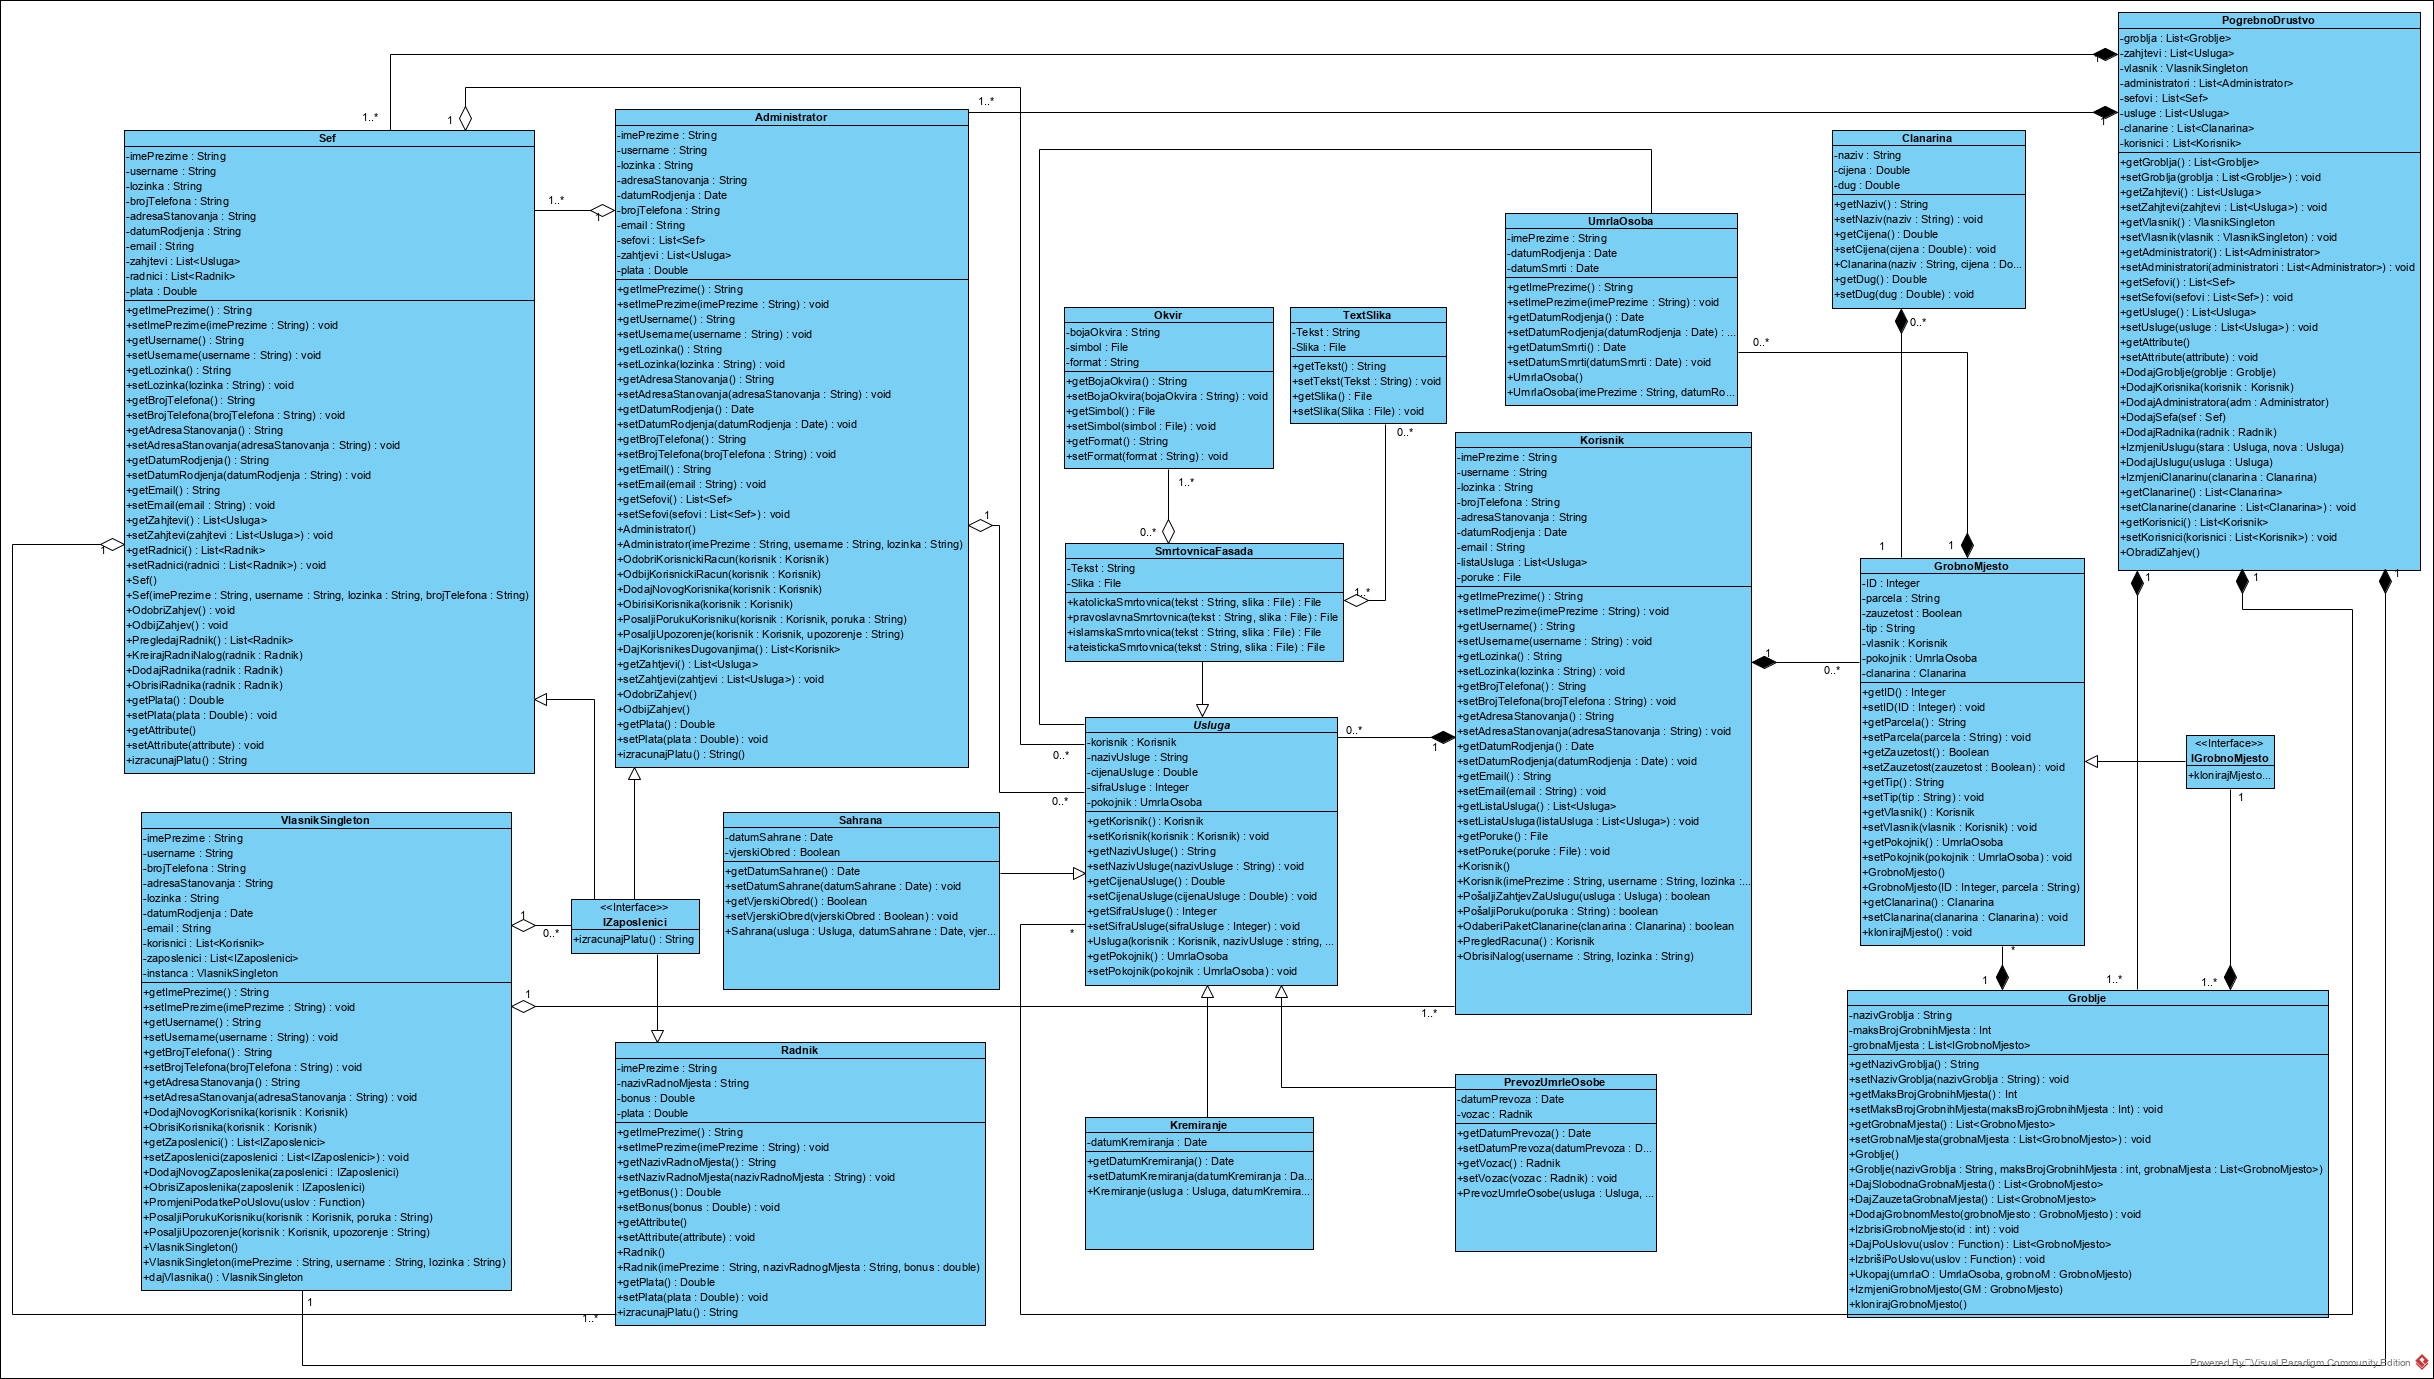 PogrebnoDrustvo
-groblja : List<Groblje>
-zahjtevi : List<Usluga>
-vlasnik : VlasnikSingleton
-administratori : List<Administrator>
-sefovi : List<Sef>
-usluge : List<Usluga>
-clanarine : List<Clanarina>
-korisnici : List<Korisnik>
+getGroblja() : List<Groblje>
+setGroblja(groblja : List<Groblje>) : void
+getZahjtevi() : List<Usluga>
+setZahjtevi(zahjtevi : List<Usluga>) : void
+getVlasnik() : VlasnikSingleton
+setVlasnik(vlasnik : VlasnikSingleton) : void
+getAdministratori() : List<Administrator>
+setAdministratori(administratori : List<Administrator>) : void
+getSefovi() : List<Sef>
+setSefovi(sefovi : List<Sef>) : void
+getUsluge() : List<Usluga>
+setUsluge(usluge : List<Usluga>) : void
+getAttribute()
+setAttribute(attribute) : void
+DodajGroblje(groblje : Groblje)
+DodajKorisnika(korisnik : Korisnik)
+DodajAdministratora(adm : Administrator)
+DodajSefa(sef : Sef)
+DodajRadnika(radnik : Radnik)
+IzmjeniUslugu(stara : Usluga, nova : Usluga)
+DodajUslugu(usluga : Usluga)
+IzmjeniClanarinu(clanarina : Clanarina)
+getClanarine() : List<Clanarina>
+setClanarine(clanarine : List<Clanarina>) : void
+getKorisnici() : List<Korisnik>
+setKorisnici(korisnici : List<Korisnik>) : void
+ObradiZahjev()
1
1..*
1
1..*
1
Sef
-imePrezime : String
-username : String
-lozinka : String
-brojTelefona : String
-adresaStanovanja : String
-datumRodjenja : String
-email : String
-zahjtevi : List<Usluga>
-radnici : List<Radnik>
-plata : Double
+getImePrezime() : String
+setImePrezime(imePrezime : String) : void
+getUsername() : String
+setUsername(username : String) : void
+getLozinka() : String
+setLozinka(lozinka : String) : void
+getBrojTelefona() : String
+setBrojTelefona(brojTelefona : String) : void
+getAdresaStanovanja() : String
+setAdresaStanovanja(adresaStanovanja : String) : void
+getDatumRodjenja() : String
+setDatumRodjenja(datumRodjenja : String) : void
+getEmail() : String
+setEmail(email : String) : void
+getZahjtevi() : List<Usluga>
+setZahjtevi(zahjtevi : List<Usluga>) : void
+getRadnici() : List<Radnik>
+setRadnici(radnici : List<Radnik>) : void
+Sef()
+Sef(imePrezime : String, username : String, lozinka : String, brojTelefona : String)
+OdobriZahjev() : void
+OdbijZahjev() : void
+PregledajRadnik() : List<Radnik>
+KreirajRadniNalog(radnik : Radnik)
+DodajRadnika(radnik : Radnik)
+ObrisiRadnika(radnik : Radnik)
+getPlata() : Double
+setPlata(plata : Double) : void
+getAttribute()
+setAttribute(attribute) : void
+izracunajPlatu() : String
1..*
1
1
Administrator
-imePrezime : String
-username : String
-lozinka : String
-adresaStanovanja : String
-datumRodjenja : Date
-brojTelefona : String
-email : String
-sefovi : List<Sef>
-zahtjevi : List<Usluga>
-plata : Double
+getImePrezime() : String
+setImePrezime(imePrezime : String) : void
+getUsername() : String
+setUsername(username : String) : void
+getLozinka() : String
+setLozinka(lozinka : String) : void
+getAdresaStanovanja() : String
+setAdresaStanovanja(adresaStanovanja : String) : void
+getDatumRodjenja() : Date
+setDatumRodjenja(datumRodjenja : Date) : void
+getBrojTelefona() : String
+setBrojTelefona(brojTelefona : String) : void
+getEmail() : String
+setEmail(email : String) : void
+getSefovi() : List<Sef>
+setSefovi(sefovi : List<Sef>) : void
+Administrator()
+Administrator(imePrezime : String, username : String, lozinka : String)
+OdobriKorisnickiRacun(korisnik : Korisnik)
+OdbijKorisnickiRacun(korisnik : Korisnik)
+DodajNovogKorisnika(korisnik : Korisnik)
+ObirisiKorisnika(korisnik : Korisnik)
+PosaljiPorukuKorisniku(korisnik : Korisnik, poruka : String)
+PosaljiUpozorenje(korisnik : Korisnik, upozorenje : String)
+DajKorisnikesDugovanjima() : List<Korisnik>
+getZahtjevi() : List<Usluga>
+setZahtjevi(zahtjevi : List<Usluga>) : void
+OdobriZahjev()
+OdbijZahjev()
+getPlata() : Double
+setPlata(plata : Double) : void
+izracunajPlatu() : String()
1
Clanarina
-naziv : String
-cijena : Double
-dug : Double
+getNaziv() : String
+setNaziv(naziv : String) : void
+getCijena() : Double
+setCijena(cijena : Double) : void
+Clanarina(naziv : String, cijena : Do...
+getDug() : Double
+setDug(dug : Double) : void
0..*
UmrlaOsoba
-imePrezime : String
-datumRodjenja : Date
-datumSmrti : Date
+getImePrezime() : String
+setImePrezime(imePrezime : String) : void
+getDatumRodjenja() : Date
+setDatumRodjenja(datumRodjenja : Date) : ...
+getDatumSmrti() : Date
+setDatumSmrti(datumSmrti : Date) : void
+UmrlaOsoba()
+UmrlaOsoba(imePrezime : String, datumRo...
0..*
Okvir
-bojaOkvira : String
-simbol : File
-format : String
+getBojaOkvira() : String
+setBojaOkvira(bojaOkvira : String) : void
+getSimbol() : File
+setSimbol(simbol : File) : void
+getFormat() : String
+setFormat(format : String) : void
1..*
0..*
TextSlika
-Tekst : String
-Slika : File
+getTekst() : String
+setTekst(Tekst : String) : void
+getSlika() : File
+setSlika(Slika : File) : void
0..*
SmrtovnicaFasada
-Tekst : String
-Slika : File
+katolickaSmrtovnica(tekst : String, slika : File) : File
+pravoslavnaSmrtovnica(tekst : String, slika : File) : File
+islamskaSmrtovnica(tekst : String, slika : File) : File
+ateistickaSmrtovnica(tekst : String, slika : File) : File
1..*
Korisnik
-imePrezime : String
-username : String
-lozinka : String
-brojTelefona : String
-adresaStanovanja : String
-datumRodjenja : Date
-email : String
-listaUsluga : List<Usluga>
-poruke : File
+getImePrezime() : String
+setImePrezime(imePrezime : String) : void
+getUsername() : String
+setUsername(username : String) : void
+getLozinka() : String
+setLozinka(lozinka : String) : void
+getBrojTelefona() : String
+setBrojTelefona(brojTelefona : String) : void
+getAdresaStanovanja() : String
+setAdresaStanovanja(adresaStanovanja : String) : void
+getDatumRodjenja() : Date
+setDatumRodjenja(datumRodjenja : Date) : void
+getEmail() : String
+setEmail(email : String) : void
+getListaUsluga() : List<Usluga>
+setListaUsluga(listaUsluga : List<Usluga>) : void
+getPoruke() : File
+setPoruke(poruke : File) : void
+Korisnik()
+Korisnik(imePrezime : String, username : String, lozinka :...
+PošaljiZahtjevZaUslugu(usluga : Usluga) : boolean
+PošaljiPoruku(poruka : String) : boolean
+OdaberiPaketClanarine(clanarina : Clanarina) : boolean
+PregledRacuna() : Korisnik
+ObrisiNalog(username : String, lozinka : String)
1
0..*
GrobnoMjesto
-ID : Integer
-parcela : String
-zauzetost : Boolean
-tip : String
-vlasnik : Korisnik
-pokojnik : UmrlaOsoba
-clanarina : Clanarina
+getID() : Integer
+setID(ID : Integer) : void
+getParcela() : String
+setParcela(parcela : String) : void
+getZauzetost() : Boolean
+setZauzetost(zauzetost : Boolean) : void
+getTip() : String
+setTip(tip : String) : void
+getVlasnik() : Korisnik
+setVlasnik(vlasnik : Korisnik) : void
+getPokojnik() : UmrlaOsoba
+setPokojnik(pokojnik : UmrlaOsoba) : void
+GrobnoMjesto()
+GrobnoMjesto(ID : Integer, parcela : String)
+getClanarina() : Clanarina
+setClanarina(clanarina : Clanarina) : void
+klonirajMjesto() : void
1
1
1
1
1
*
1
<<Interface>>
IGrobnoMjesto
+klonirajMjesto...
1
1..*
1..*
Usluga
-korisnik : Korisnik
-nazivUsluge : String
-cijenaUsluge : Double
-sifraUsluge : Integer
-pokojnik : UmrlaOsoba
+getKorisnik() : Korisnik
+setKorisnik(korisnik : Korisnik) : void
+getNazivUsluge() : String
+setNazivUsluge(nazivUsluge : String) : void
+getCijenaUsluge() : Double
+setCijenaUsluge(cijenaUsluge : Double) : void
+getSifraUsluge() : Integer
+setSifraUsluge(sifraUsluge : Integer) : void
+Usluga(korisnik : Korisnik, nazivUsluge : string, ...
+getPokojnik() : UmrlaOsoba
+setPokojnik(pokojnik : UmrlaOsoba) : void
0..*
1
0..*
0..*
*
VlasnikSingleton
-imePrezime : String
-username : String
-brojTelefona : String
-adresaStanovanja : String
-lozinka : String
-datumRodjenja : Date
-email : String
-korisnici : List<Korisnik>
-zaposlenici : List<IZaposlenici>
-instanca : VlasnikSingleton
+getImePrezime() : String
+setImePrezime(imePrezime : String) : void
+getUsername() : String
+setUsername(username : String) : void
+getBrojTelefona() : String
+setBrojTelefona(brojTelefona : String) : void
+getAdresaStanovanja() : String
+setAdresaStanovanja(adresaStanovanja : String) : void
+DodajNovogKorisnika(korisnik : Korisnik)
+ObrisiKorisnika(korisnik : Korisnik)
+getZaposlenici() : List<IZaposlenici>
+setZaposlenici(zaposlenici : List<IZaposlenici>) : void
+DodajNovogZaposlenika(zaposlenici : IZaposlenici)
+ObrisiZaposlenika(zaposlenik : IZaposlenici)
+PromjeniPodatkePoUslovu(uslov : Function)
+PosaljiPorukuKorisniku(korisnik : Korisnik, poruka : String)
+PosaljiUpozorenje(korisnik : Korisnik, upozorenje : String)
+VlasnikSingleton()
+VlasnikSingleton(imePrezime : String, username : String, lozinka : String)
+dajVlasnika() : VlasnikSingleton
1
0..*
1
1..*
1
<<Interface>>
IZaposlenici
+izracunajPlatu() : String
Sahrana
-datumSahrane : Date
-vjerskiObred : Boolean
+getDatumSahrane() : Date
+setDatumSahrane(datumSahrane : Date) : void
+getVjerskiObred() : Boolean
+setVjerskiObred(vjerskiObred : Boolean) : void
+Sahrana(usluga : Usluga, datumSahrane : Date, vjer...
Radnik
-imePrezime : String
-nazivRadnoMjesta : String
-bonus : Double
-plata : Double
+getImePrezime() : String
+setImePrezime(imePrezime : String) : void
+getNazivRadnoMjesta() : String
+setNazivRadnoMjesta(nazivRadnoMjesta : String) : void
+getBonus() : Double
+setBonus(bonus : Double) : void
+getAttribute()
+setAttribute(attribute) : void
+Radnik()
+Radnik(imePrezime : String, nazivRadnogMjesta : String, bonus : double)
+getPlata() : Double
+setPlata(plata : Double) : void
+izracunajPlatu() : String
1..*
Kremiranje
-datumKremiranja : Date
+getDatumKremiranja() : Date
+setDatumKremiranja(datumKremiranja : Da...
+Kremiranje(usluga : Usluga, datumKremira...
PrevozUmrleOsobe
-datumPrevoza : Date
-vozac : Radnik
+getDatumPrevoza() : Date
+setDatumPrevoza(datumPrevoza : D...
+getVozac() : Radnik
+setVozac(vozac : Radnik) : void
+PrevozUmrleOsobe(usluga : Usluga, ...
Groblje
-nazivGroblja : String
-maksBrojGrobnihMjesta : Int
-grobnaMjesta : List<IGrobnoMjesto>
+getNazivGroblja() : String
+setNazivGroblja(nazivGroblja : String) : void
+getMaksBrojGrobnihMjesta() : Int
+setMaksBrojGrobnihMjesta(maksBrojGrobnihMjesta : Int) : void
+getGrobnaMjesta() : List<GrobnoMjesto>
+setGrobnaMjesta(grobnaMjesta : List<GrobnoMjesto>) : void
+Groblje()
+Groblje(nazivGroblja : String, maksBrojGrobnihMjesta : int, grobnaMjesta : List<GrobnoMjesto>)
+DajSlobodnaGrobnaMjesta() : List<GrobnoMjesto>
+DajZauzetaGrobnaMjesta() : List<GrobnoMjesto>
+DodajGrobnomMesto(grobnoMjesto : GrobnoMjesto) : void
+IzbrisiGrobnoMjesto(id : int) : void
+DajPoUslovu(uslov : Function) : List<GrobnoMjesto>
+IzbrišiPoUslovu(uslov : Function) : void
+Ukopaj(umrlaO : UmrlaOsoba, grobnoM : GrobnoMjesto)
+IzmjeniGrobnoMjesto(GM : GrobnoMjesto)
+klonirajGrobnoMjesto()
Powered By Visual Paradigm Community Edition